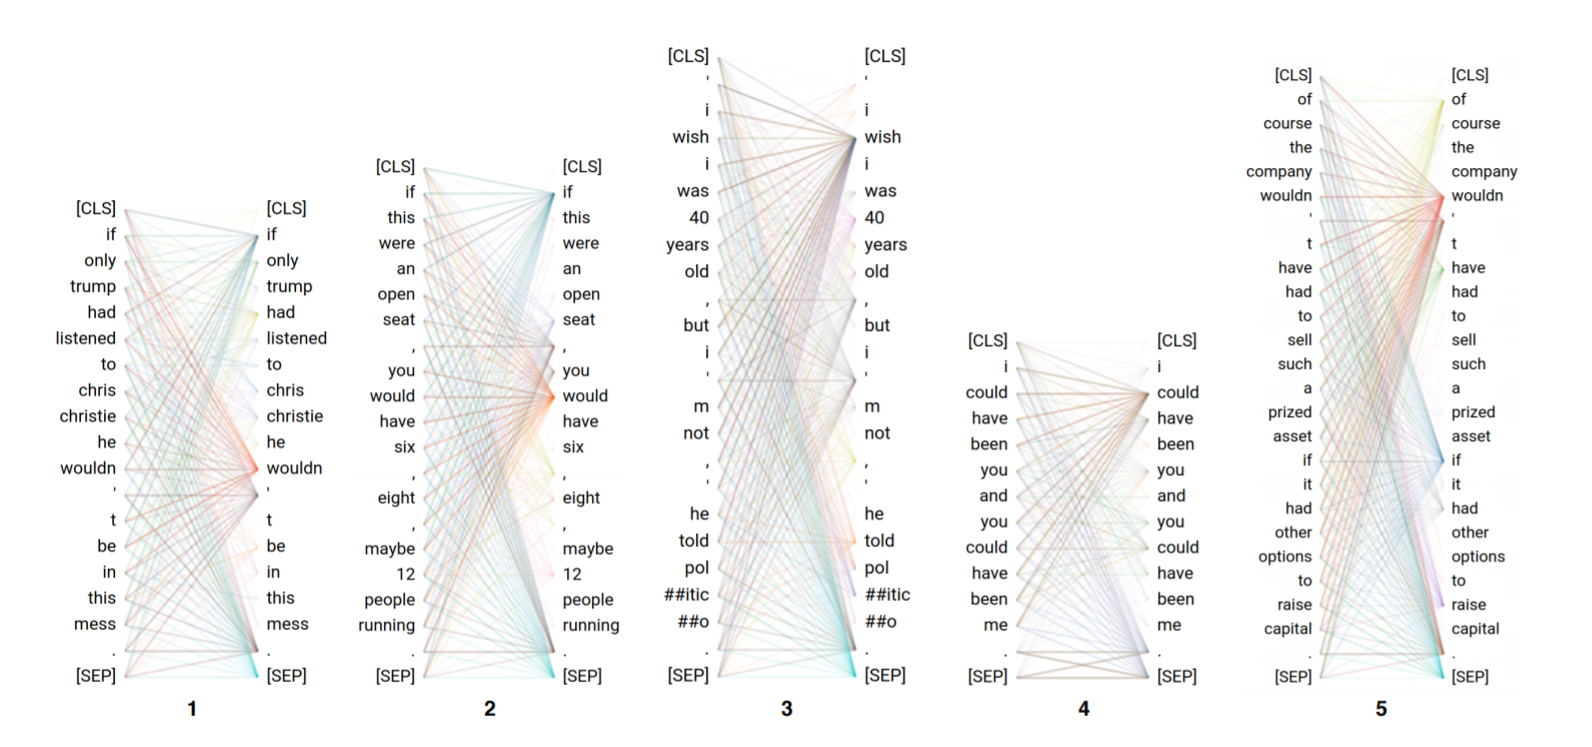 [CLS] [CLS]
if if
only only
trump trump
had had
listened listened
to to
chris chris
christie christie
he he
wouldn wouldn
' '
t t
be be
in in
this this
mess mess
. .
[SEP] [SEP]
1
[CLS] [CLS]
if if
this this
were were
an an
open open
seat seat
, ,
you you
would would
have have
six six
, ,
eight eight
, ,
maybe maybe
12 12
people people
running running
. .
[SEP] [SEP]
2
[CLS] [CLS]
' '
i i
wish wish
i i
was was
40 40
years years
old old
, ,
but but
i i
' '
m m
not not
, ,
' '
he he
told told
pol pol
##itic ##itic
##o ##o
. .
[SEP] [SEP]
3
[CLS] [CLS]
i i
could could
have have
been been
you you
and and
you you
could could
have have
been been
me me
. .
[SEP] [SEP]
4
[CLS] [CLS]
of of
course course
the the
company company
wouldn wouldn
' '
t t
have have
had had
to to
sell sell
such such
a a
prized prized
asset asset
if if
it it
had had
other other
options options
to to
raise raise
capital capital
. .
[SEP] [SEP]
5